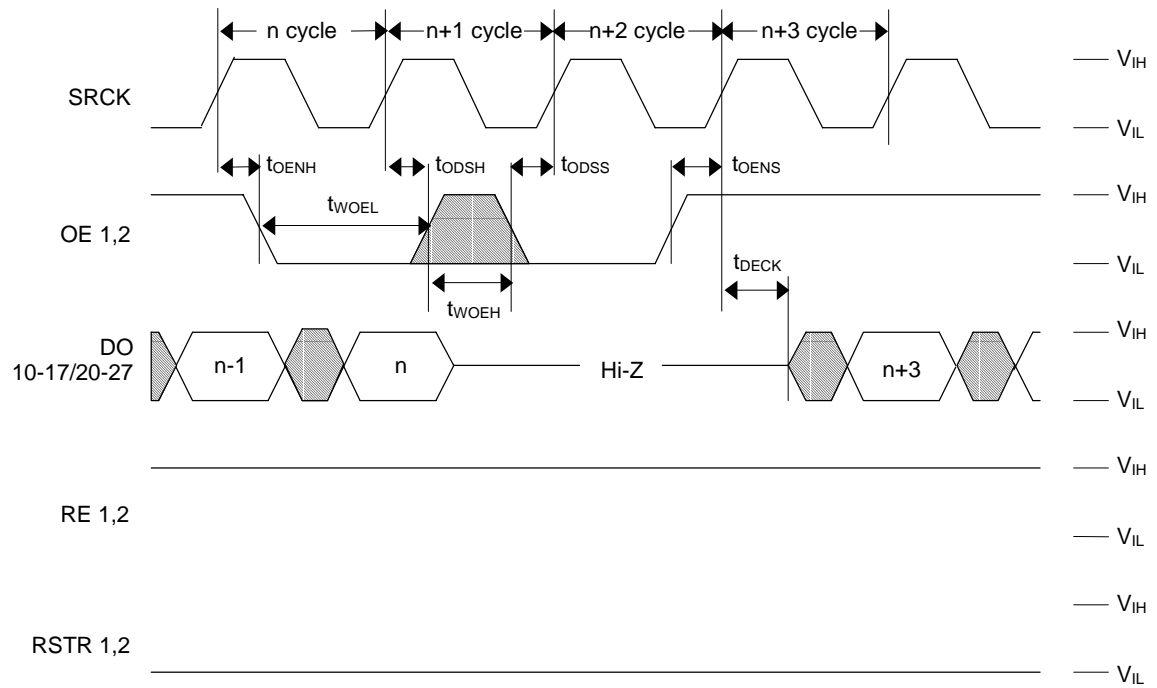 n cycle n+1 cycle n+2 cycle n+3 cycle
SRCK
VIH
VIL
tOENH tODSH tODSS tOENS
OE 1,2
tWOEL
VIH
VIL
tWOEH
tDECK
DO
10-17/20-27
n-1 n Hi-Z n+3
VIH
VIL
RE 1,2
VIH
VIL
RSTR 1,2
VIH
VIL